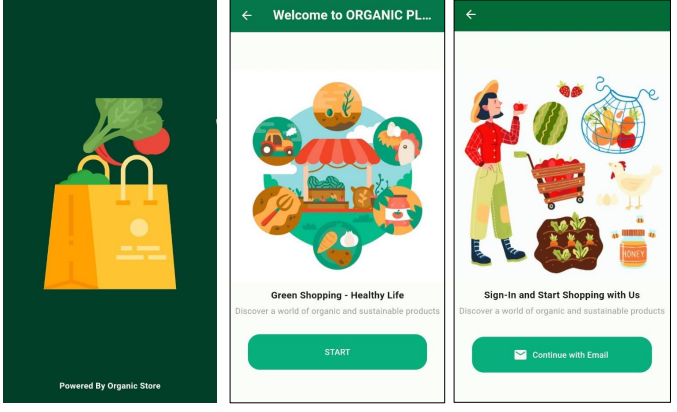 Powered By Organic Store
Welcome to ORGANIC PL...
Green Shopping - Healthy Life
Discover a world of organic and sustainable products
START
HONEY
Sign-In and Start Shopping with Us
Discover a world of organic and sustainable products
Continue with Email